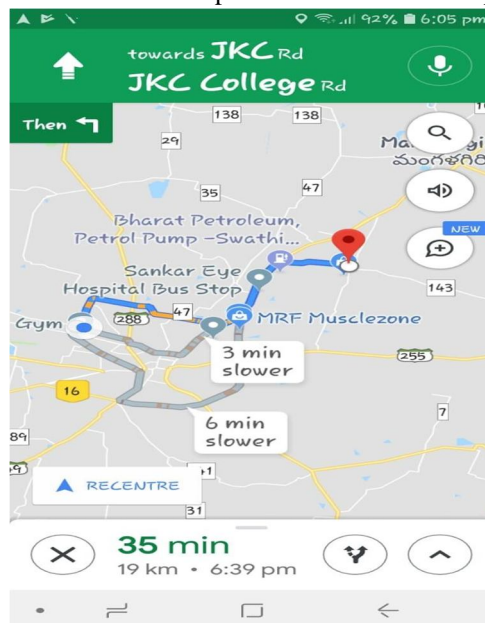 92% 6:05 pm
towards JKC Rd
JKC College Rd
Then
138
138
29
35
47
Bharat Petroleum,
Petrol Pump - Swathi...
NEW
Sankar Eye
Hospital Bus Stop
143
47
288
Gym
MRF Musclezone
3 min
slower
255
16
6 min
slower
7
RECENTRE
31
35 min
19 km • 6:39 pm